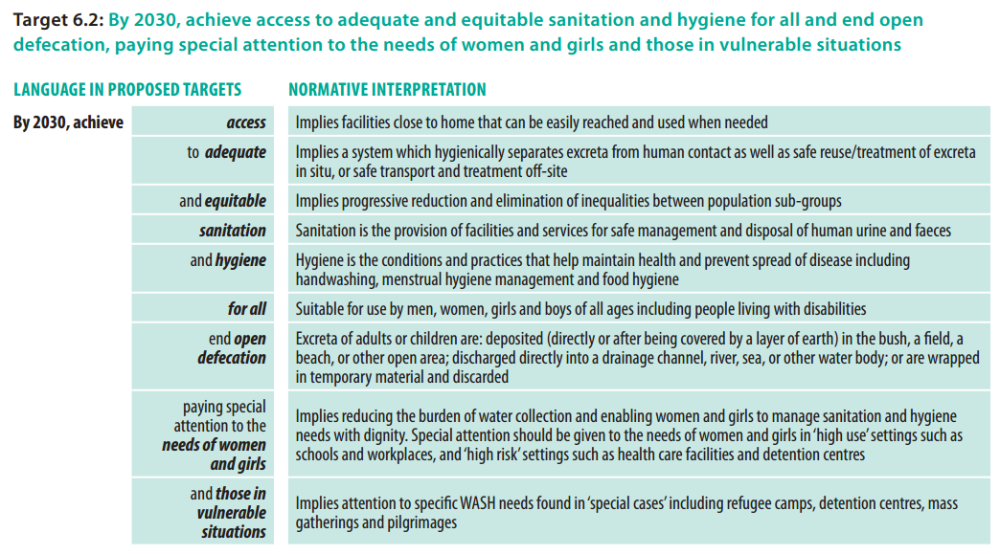 Target 6.2: By 2030, achieve access to adequate and equitable sanitation and hygiene for all and end open
defecation, paying special attention to the needs of women and girls and those in vulnerable situations
LANGUAGE IN PROPOSED TARGETS NORMATIVE INTERPRETATION
By 2030, achieve access Implies facilities close to home that can be easily reached and used when needed
to adequate Implies a system which hygienically separates excreta from human contact as well as safe reuse/treatment of excreta
in situ, or safe transport and treatment off-site
and equitable Implies progressive reduction and elimination of inequalities between population sub-groups
sanitation Sanitation is the provision of facilities and services for safe management and disposal of human urine and faeces
and hygiene Hygiene is the conditions and practices that help maintain health and prevent spread of disease including
handwashing, menstrual hygiene management and food hygiene
for all Suitable for use by men, women, girls and boys of all ages including people living with disabilities
end open
defecation
Excreta of adults or children are: deposited (directly or after being covered by a layer of earth) in the bush, a field, a
beach, or other open area; discharged directly into a drainage channel, river, sea, or other water body; or are wrapped
in temporary material and discarded
paying special
attention to the
needs of women
and girls
Implies reducing the burden of water collection and enabling women and girls to manage sanitation and hygiene
needs with dignity. Special attention should be given to the needs of women and girls in 'high use' settings such as
schools and workplaces, and 'high risk' settings such as health care facilities and detention centres
and those in
vulnerable
situations
Implies attention to specific WASH needs found in 'special cases' including refugee camps, detention centres, mass
gatherings and pilgrimages